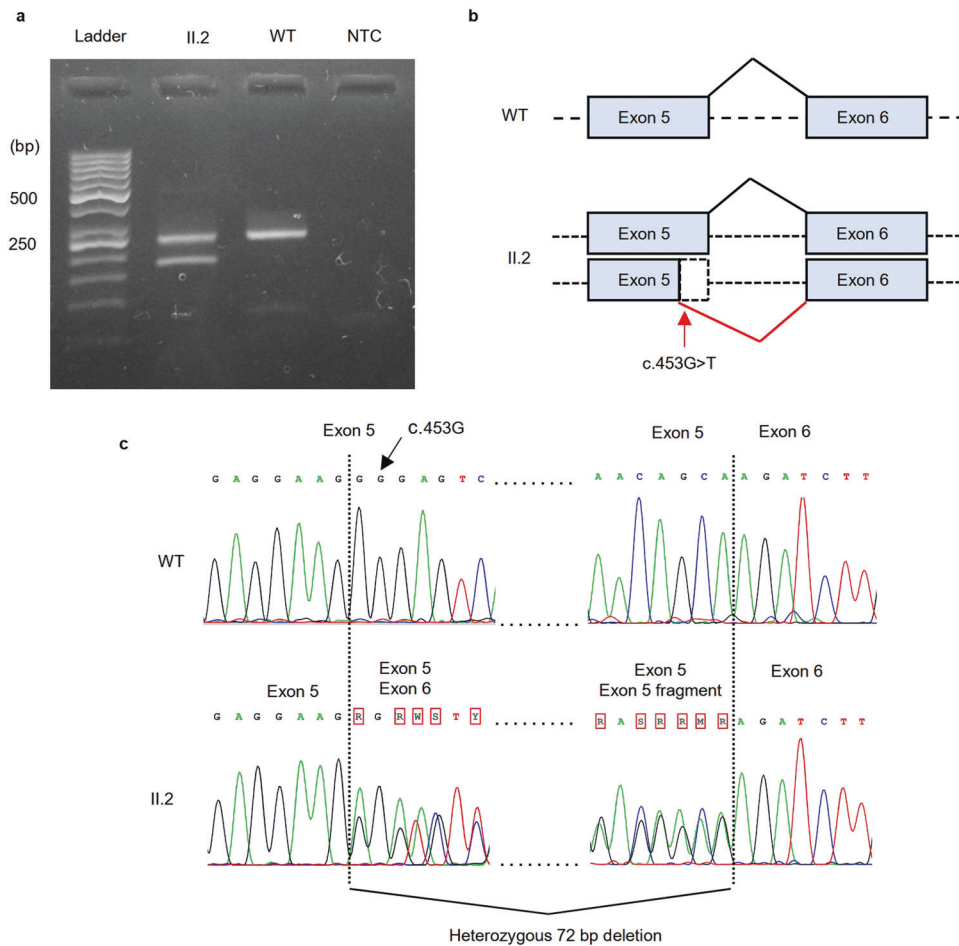 a
Ladder II.2 WT NTC
(bp)
500
250
b
WT
Exon 5 Exon 6
II.2
Exon 5 Exon 6
Exon 5 Exon 6
c.453G>T
c
Exon 5 c.453G Exon 5 Exon 6
G A G G A A G G G G A G T C .......... A A C A G C A A G A T C T T
WT
..........
Exon 5 Exon 5 Exon 5 Exon 6
Exon 6 Exon 5 fragment
G A G G A A G R G R W S T Y .......... R A S R R M R A G A T C T T
II.2
..........
Heterozygous 72 bp deletion